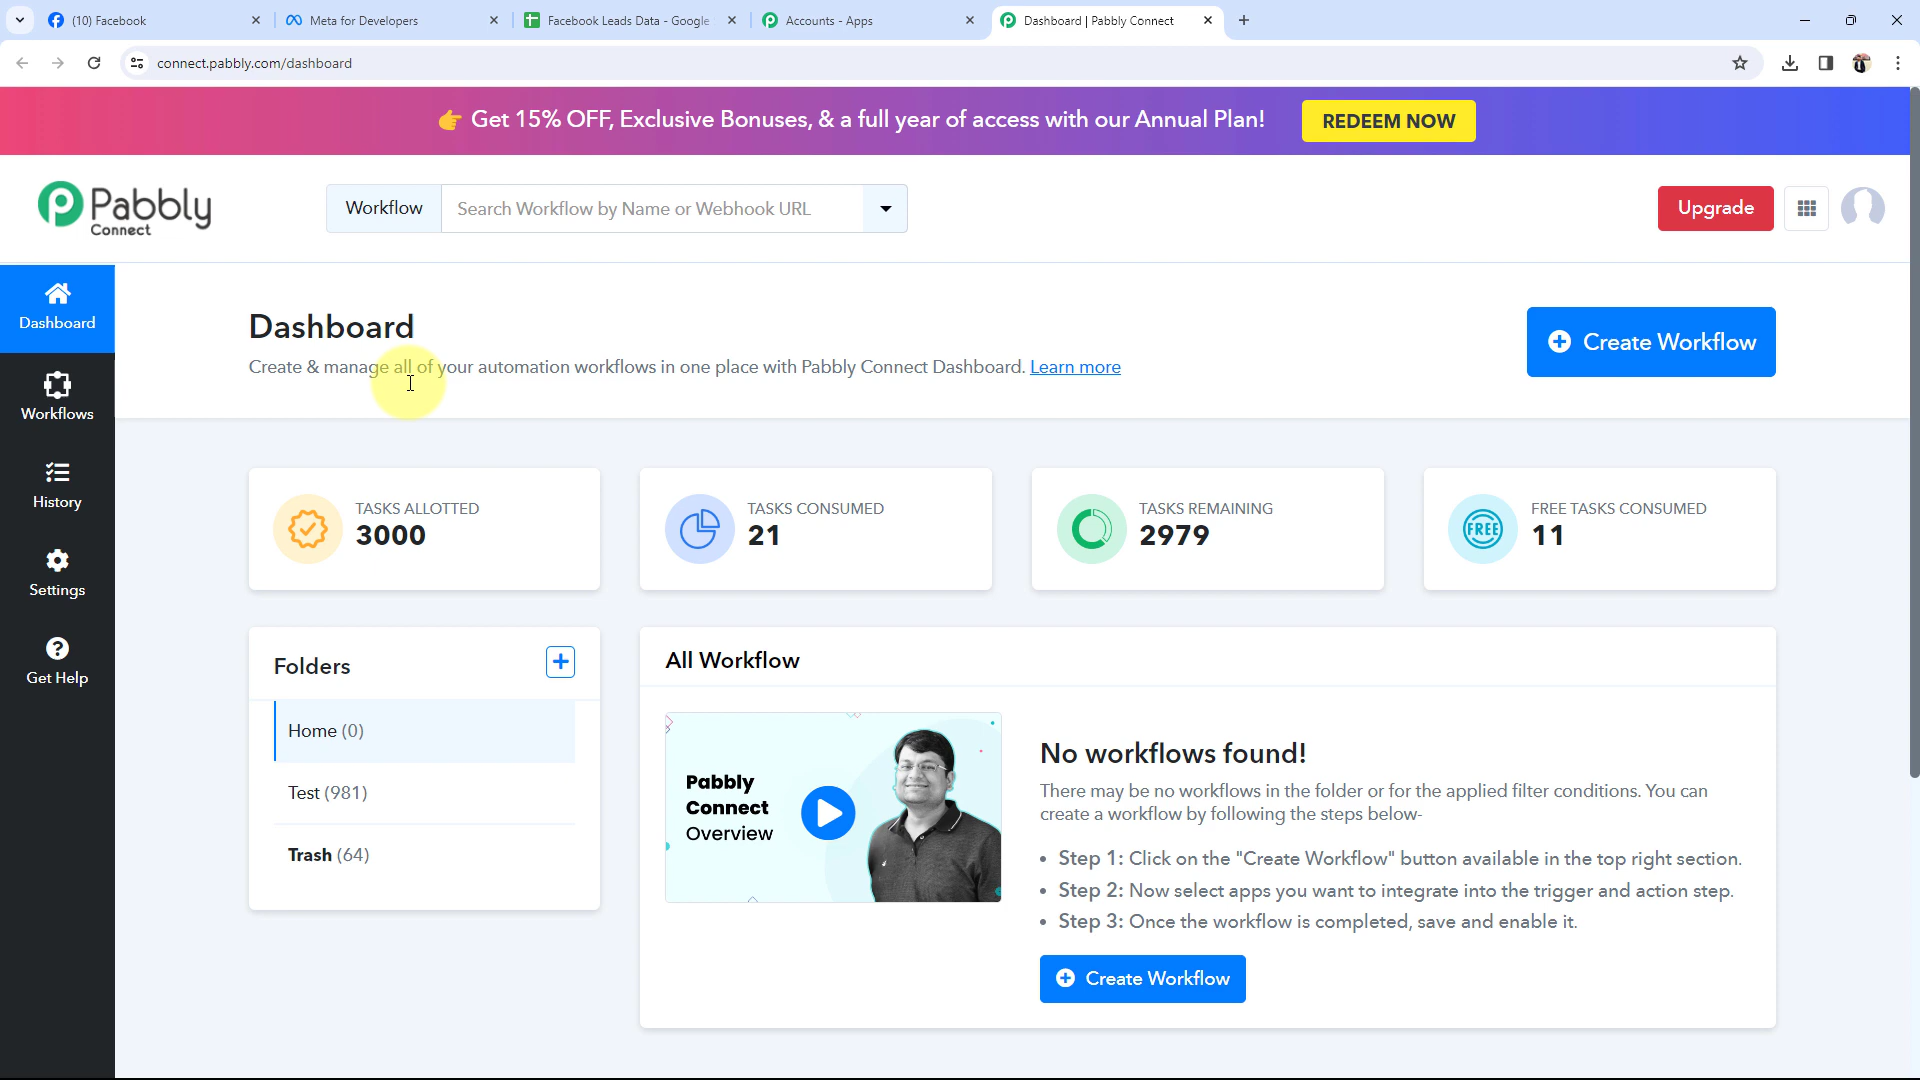 (10) Facebook
Meta for Developers
Facebook Leads Data - Google
Accounts - Apps
Dashboard | Pabbly Connect
connect.pabbly.com/dashboard
👉 Get 15% OFF, Exclusive Bonuses, & a full year of access with our Annual Plan!
REDEEM NOW
Pabbly
Connect
Workflow
Search Workflow by Name or Webhook URL
Upgrade
Dashboard
Workflows
History
Settings
Get Help
Dashboard
Create & manage all of your automation workflows in one place with Pabbly Connect Dashboard. Learn more
Create Workflow
TASKS ALLOTTED
3000
TASKS CONSUMED
21
TASKS REMAINING
2979
FREE
FREE TASKS CONSUMED
11
Folders
Home (0)
Test (981)
Trash (64)
All Workflow
Pabbly
Connect
Overview
No workflows found!
There may be no workflows in the folder or for the applied filter conditions. You can
create a workflow by following the steps below-
• Step 1: Click on the "Create Workflow" button available in the top right section.
• Step 2: Now select apps you want to integrate into the trigger and action step.
• Step 3: Once the workflow is completed, save and enable it.
Create Workflow